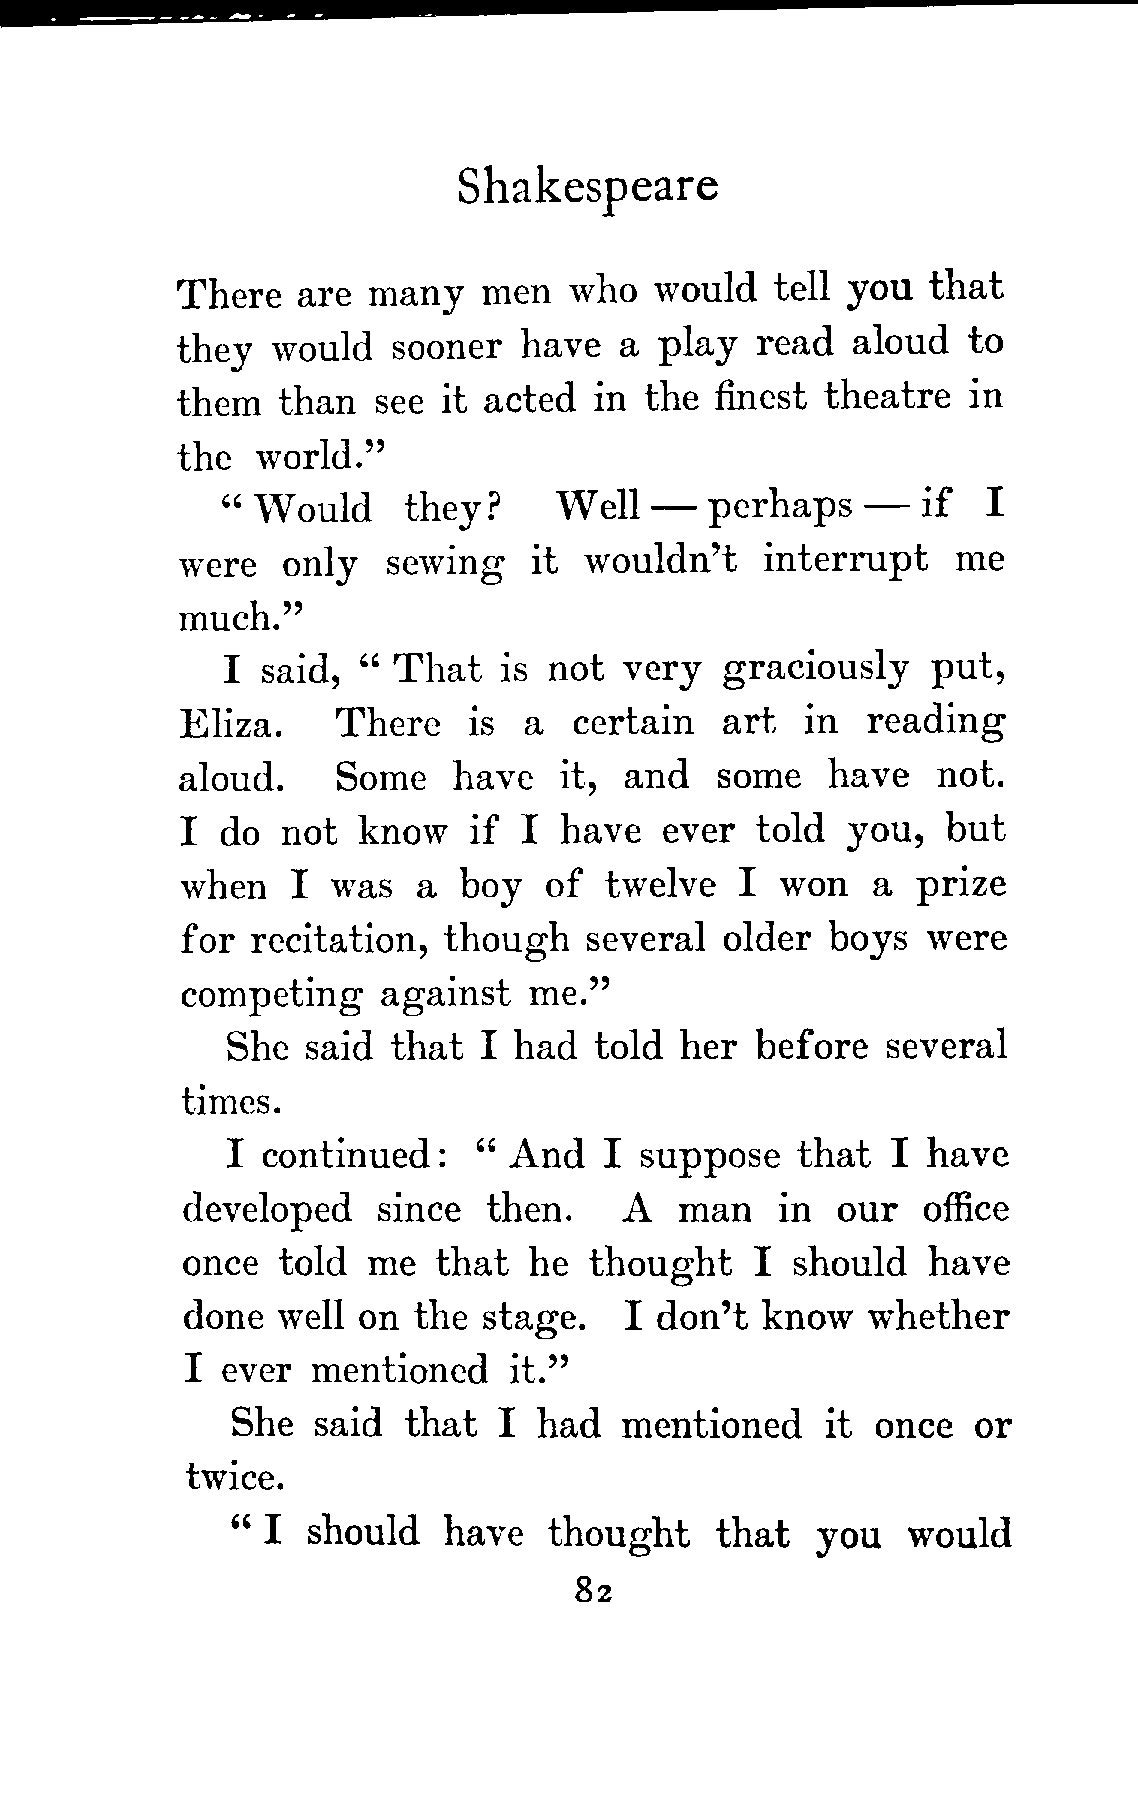 Shakespeare
There are many men who would tell you that
they would sooner have a play read aloud to
them than see it acted in the finest theatre in
the world.”
“ Would they? Well — perhaps — if I
were only sewing it wouldn’t interrupt me
much.”
I said, “ That is not very graciously put,
Eliza. There is a certain art in reading
aloud. Some have it, and some have not.
I do not know if I have ever told you, but
when I was a boy of twelve I won a prize
for recitation, though several older boys were
competing against me.”
She said that I had told her before several
times.
I continued: “ And I suppose that I have
developed since then. A man in our office
once told me that he thought I should have
done well on the stage. I don’t know whether
I ever mentioned it.”
She said that I had mentioned it once or
twice.
“ I should have thought that you would
82